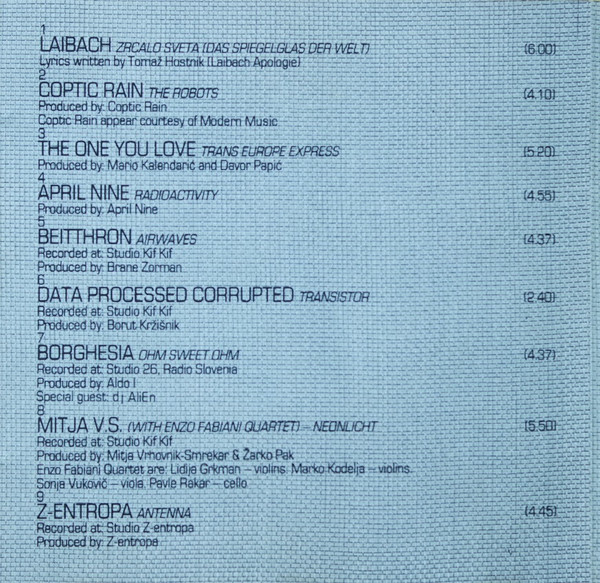 1
LAIBACH ZRCALO SVETA (DAS SPIEGELGLAS DER WELT) (6.00)
Lyrics written by Tomaž Hostnik (Laibach Apologie)
2
COPTIC RAIN THE ROBOTS (4.10)
Produced by: Coptic Rain
Coptic Rain appear courtesy of Modern Music
3
THE ONE YOU LOVE TRANS EUROPE EXPRESS (5.20)
Produced by: Mario Kalendarić and Davor Papić
4
APRIL NINE RADIOACTIVITY (4.55)
Produced by: April Nine
5
BEITTHRON AIRWAVES (4.37)
Recorded at: Studio Kif Kif
Produced by: Brane Zorman
6
DATA PROCESSED CORRUPTED TRANSISTOR (2.40)
Recorded at: Studio Kif Kif
Produced by: Borut Kržišnik
7
BORGHESIA OHM SWEET OHM (4.37)
Recorded at: Studio 26, Radio Slovenia
Produced by: Aldo I
Special guest: dj AliEn
8
MITJA V.S. (WITH ENZO FABIANI QUARTET) – NEONLICHT (5.50)
Recorded at: Studio Kif Kif
Produced by: Mitja Vrhovnik-Smrekar & Žarko Pak
Enzo Fabiani Quartet are: Lidija Grkman – violins. Marko Kodelja – violins.
Sonja Vukovič – viola. Pavle Rakar – cello
9
Z-ENTROPA ANTENNA (4.45)
Recorded at: Studio Z-entropa
Produced by: Z-entropa